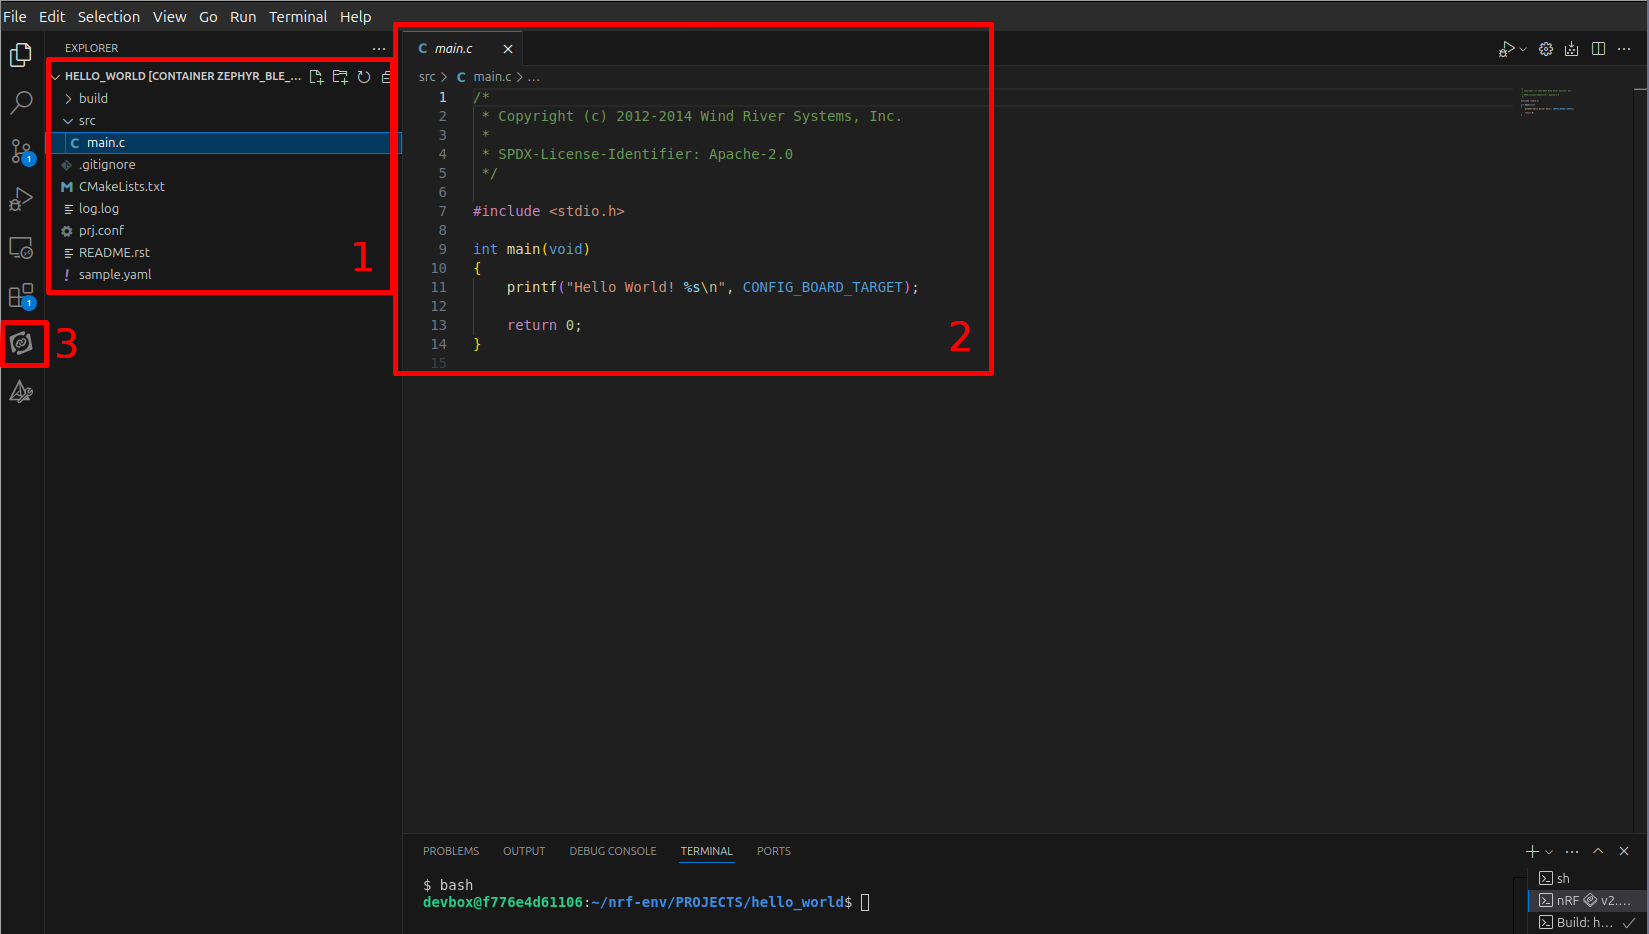 File Edit Selection View Go Run Terminal Help
EXPLORER ...
HELLO_WORLD [CONTAINER ZEPHYR_BLE_...
build
src
main.c
.gitignore
CMakeLists.txt
log.log
prj.conf
README.rst
sample.yaml
1
1
1
3
main.c
src > main.c > ...
1 /*
2  * Copyright (c) 2012-2014 Wind River Systems, Inc.
3  *
4  * SPDX-License-Identifier: Apache-2.0
5  */
6
7 #include <stdio.h>
8
9 int main(void)
10 {
11     printf("Hello World! %s\n", CONFIG_BOARD_TARGET);
12
13     return 0;
14 }
15
2
PROBLEMS OUTPUT DEBUG CONSOLE TERMINAL PORTS
$ bash
devbox@f776e4d61106:~/nrf-env/PROJECTS/hello_world$
sh
nRF v2....
Build: h...